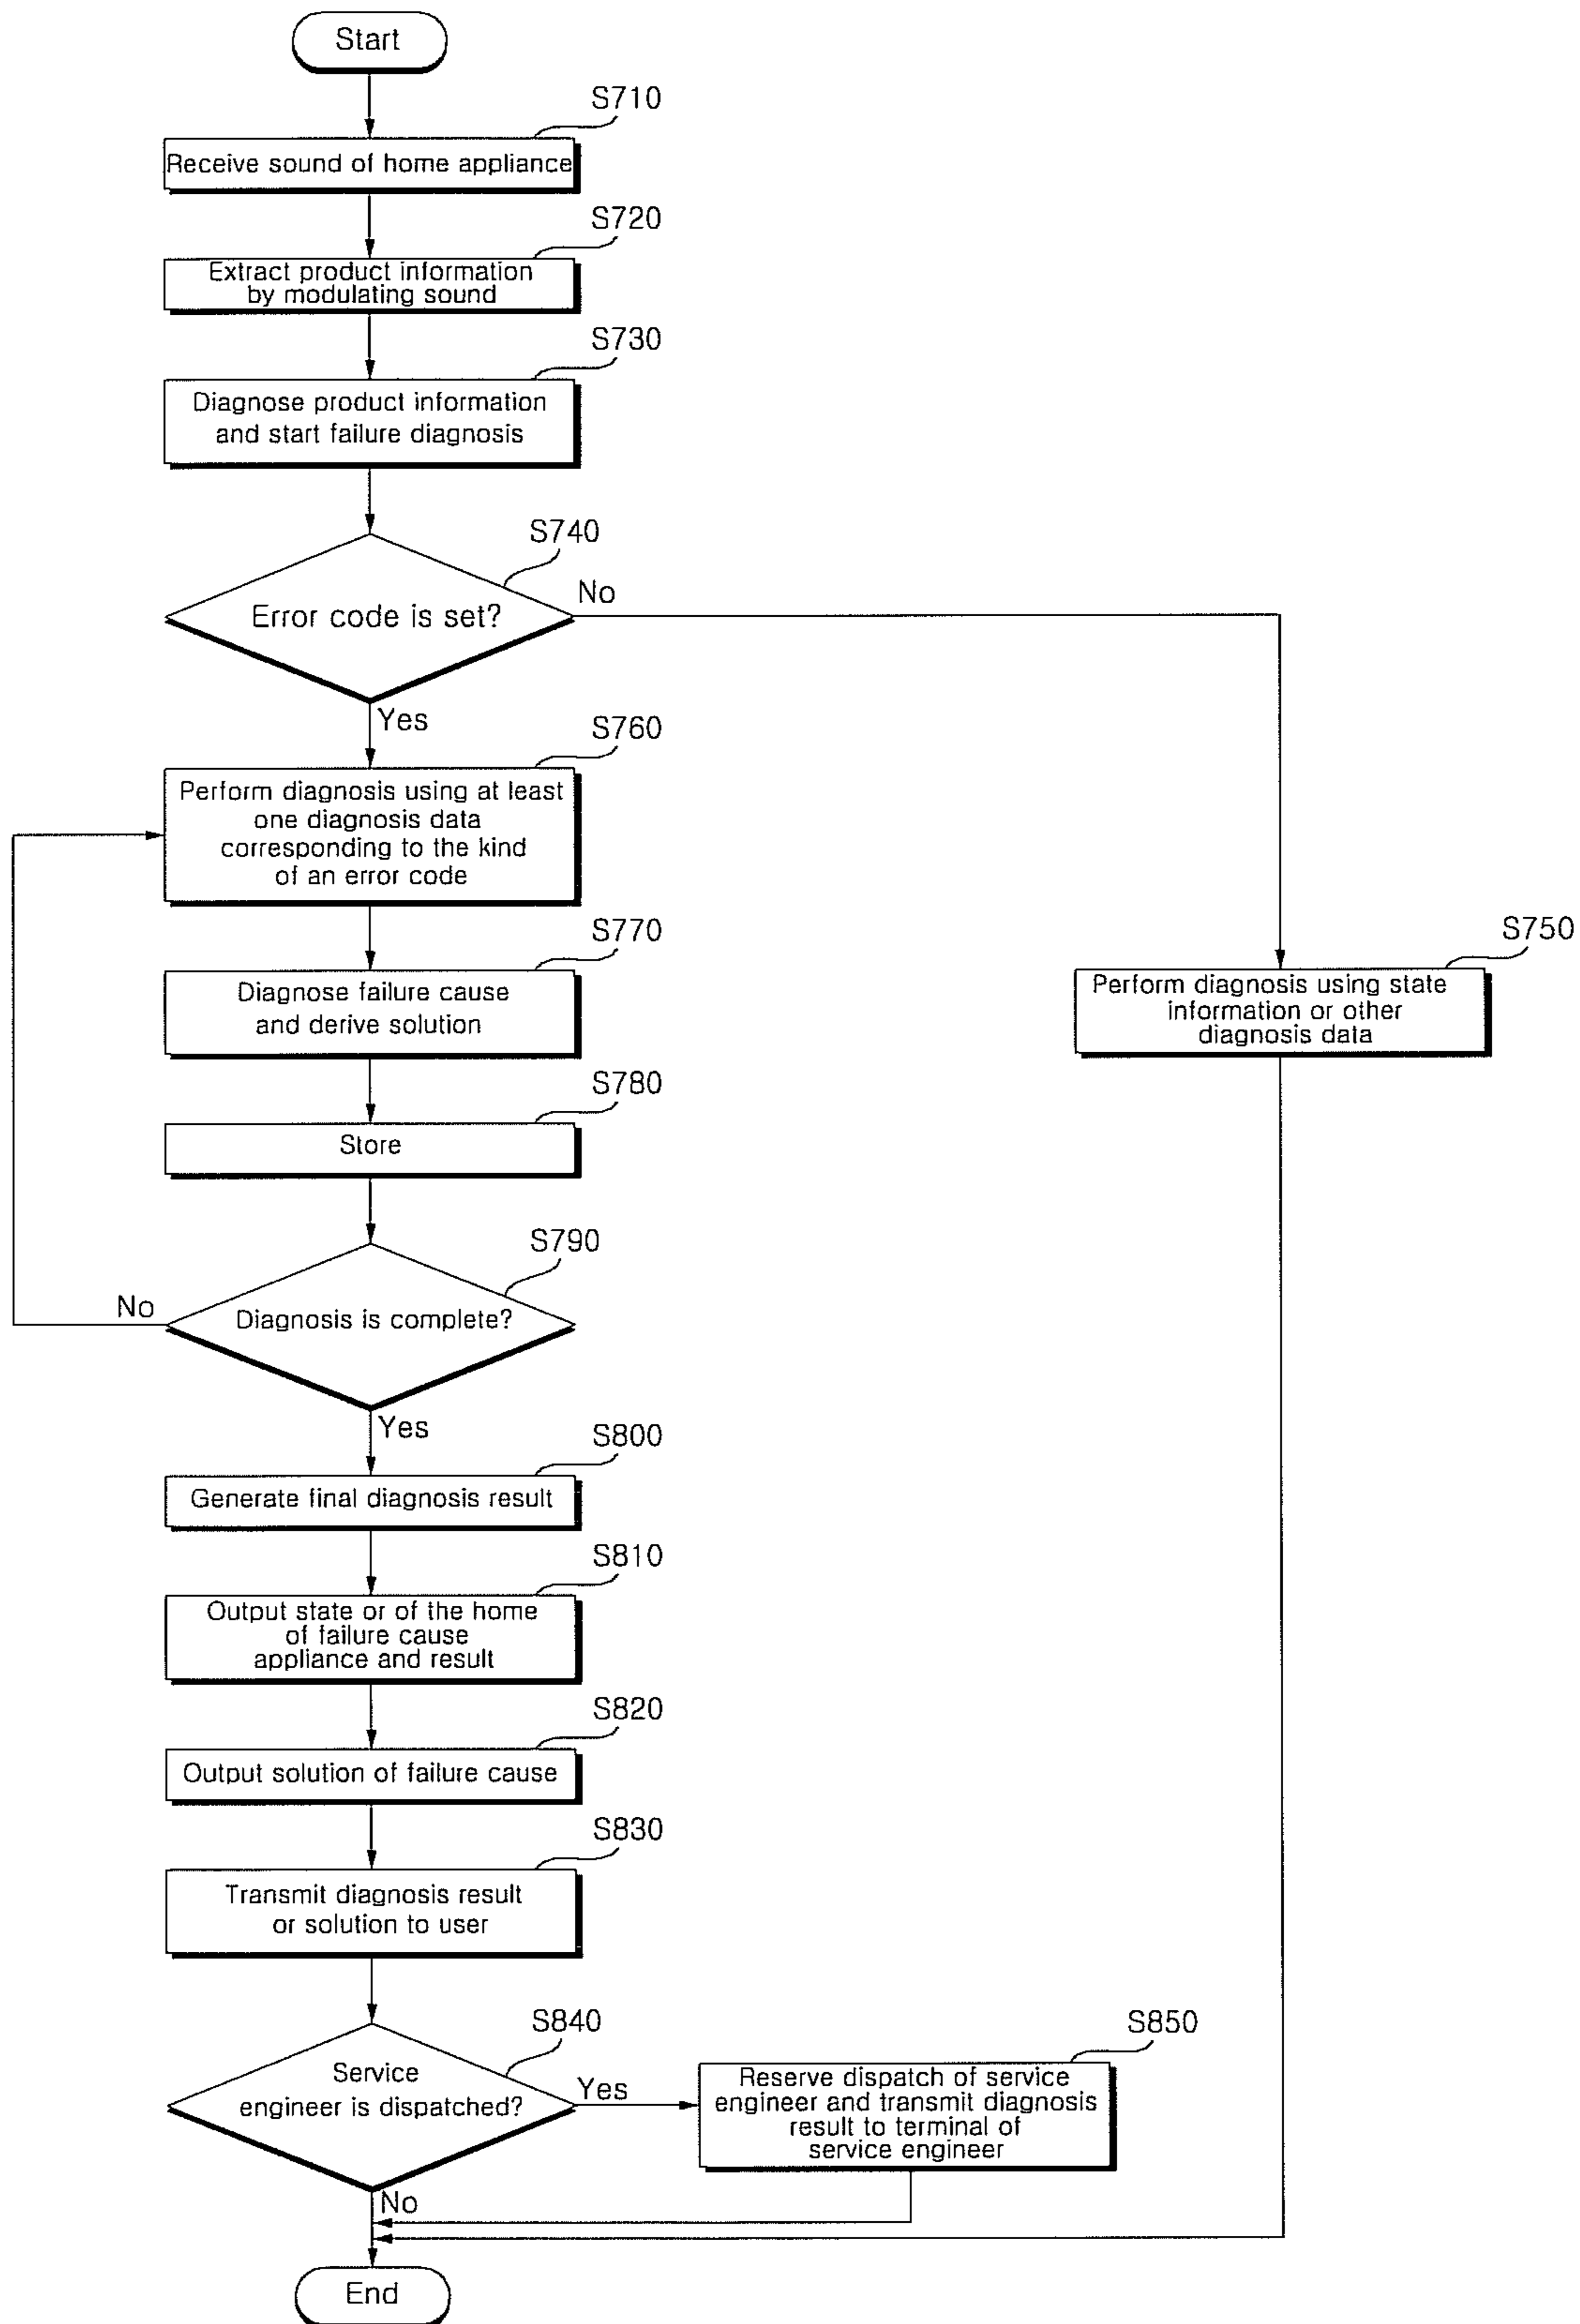 Start
S710
Receive sound of home appliance
S720
Extract product information
by modulating sound
S730
Diagnose product information
and start failure diagnosis
S740
Error code is set?
No
Yes
S760
Perform diagnosis using at least
one diagnosis data
corresponding to the kind
of an error code
S750
Perform diagnosis using state
information or other
diagnosis data
S770
Diagnose failure cause
and derive solution
S780
Store
S790
Diagnosis is complete?
No
Yes
S800
Generate final diagnosis result
S810
Output state or of the home
of failure cause
appliance and result
S820
Output solution of failure cause
S830
Transmit diagnosis result
or solution to user
S840
Service
engineer is dispatched?
Yes
S850
Reserve dispatch of service
engineer and transmit diagnosis
result to terminal of
service engineer
No
End